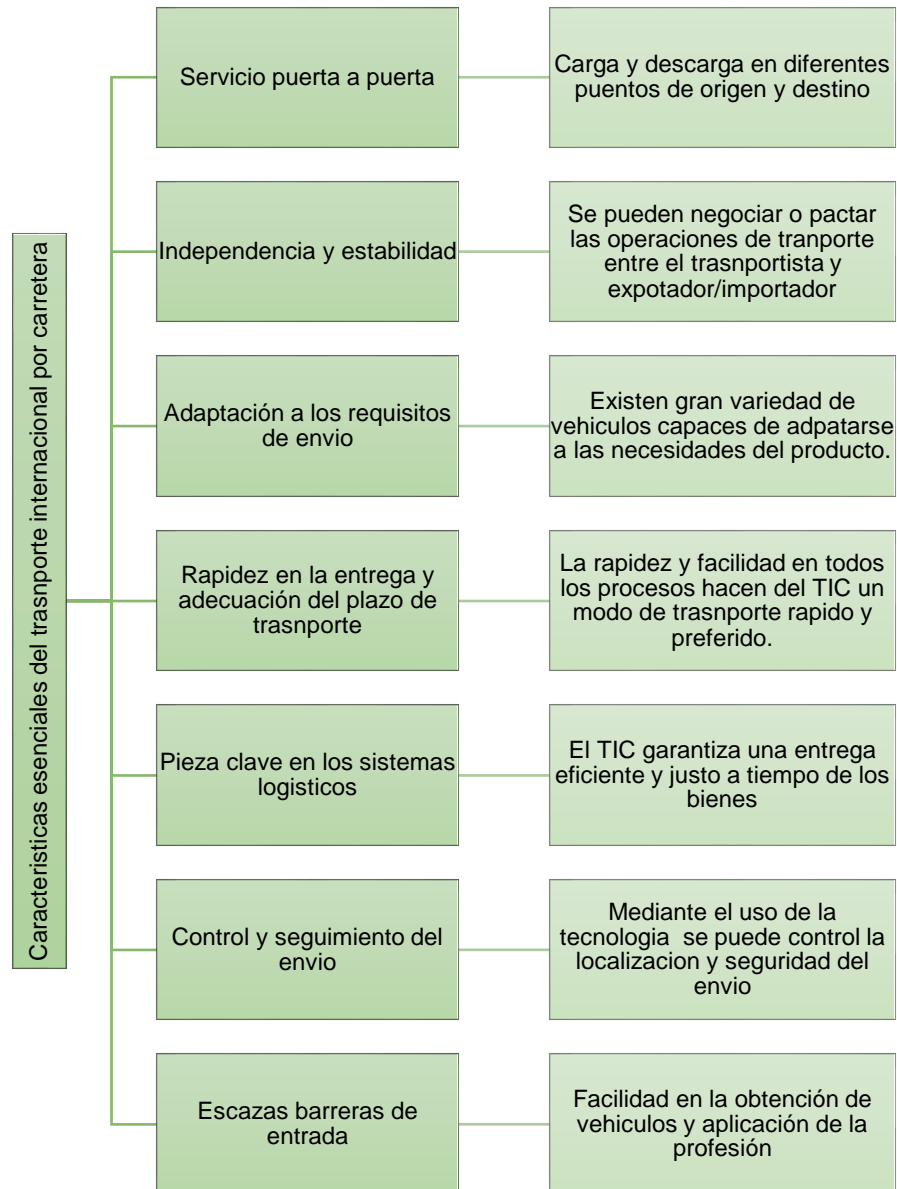 Caracteristicas esenciales del trasnporte internacional por carretera
Servicio puerta a puerta
Carga y descarga en diferentes
puentos de origen y destino
Independencia y estabilidad
Se pueden negociar o pactar
las operaciones de tranporte
entre el trasnportista y
expotador/importador
Adaptación a los requisitos
de envio
Existen gran variedad de
vehiculos capaces de adpatarse
a las necesidades del producto.
Rapidez en la entrega y
adecuación del plazo de
trasnporte
La rapidez y facilidad en todos
los procesos hacen del TIC un
modo de trasnporte rapido y
preferido.
Pieza clave en los sistemas
logisticos
El TIC garantiza una entrega
eficiente y justo a tiempo de los
bienes
Control y seguimiento del
envio
Mediante el uso de la
tecnologia  se puede control la
localizacion y seguridad del
envio
Escazas barreras de
entrada
Facilidad en la obtención de
vehiculos y aplicación de la
profesión